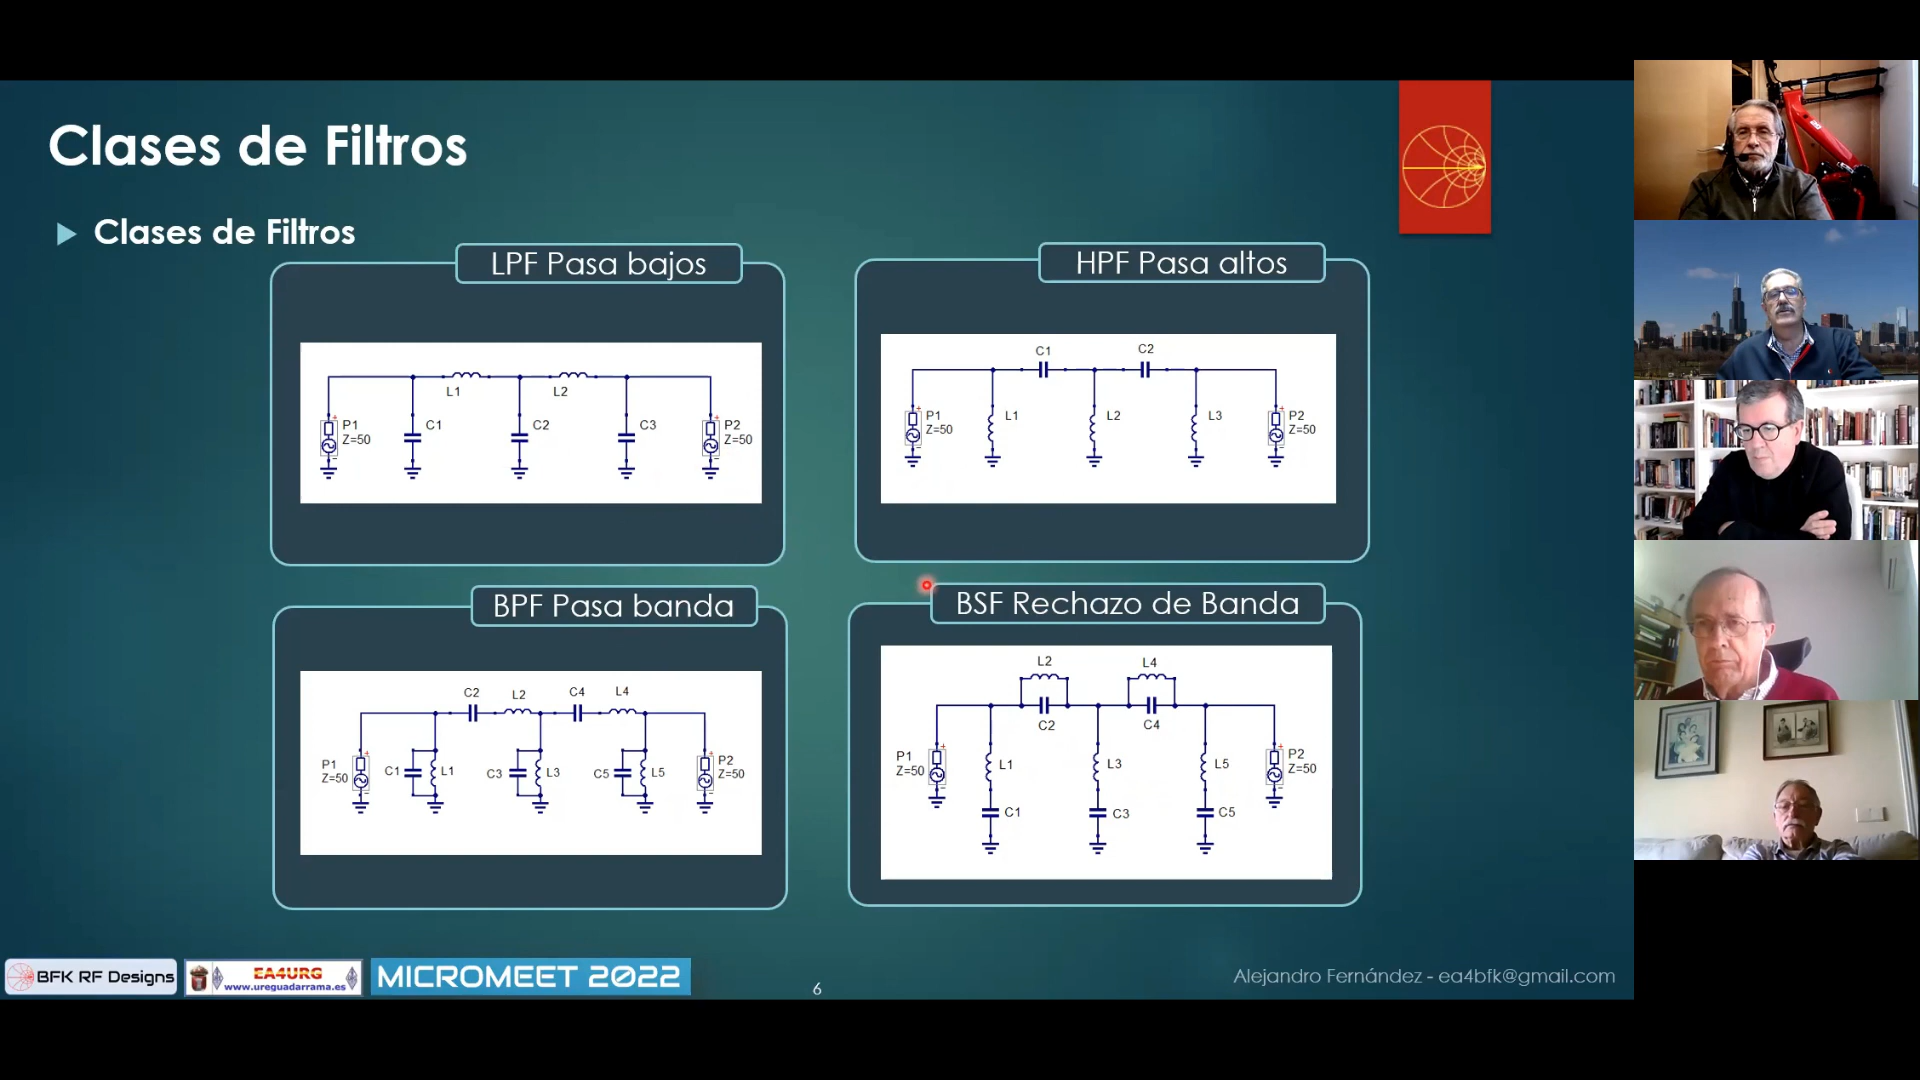 Clases de Filtros
Clases de Filtros
LPF Pasa bajos
L1
L2
P1
Z=50
C1
C2
C3
P2
Z=50
HPF Pasa altos
C1
C2
P1
Z=50
L1
L2
L3
P2
Z=50
BPF Pasa banda
C2
L2
C4
L4
P1
Z=50
C1
L1
C3
L3
C5
L5
P2
Z=50
BSF Rechazo de Banda
L2
L4
C2
C4
P1
Z=50
L1
L3
L5
P2
Z=50
C1
C3
C5
BFK RF Designs
EA4URG
www.ureguadarrama.es
MICROMEET 2022
6
Alejandro Fernández - ea4bfk@gmail.com